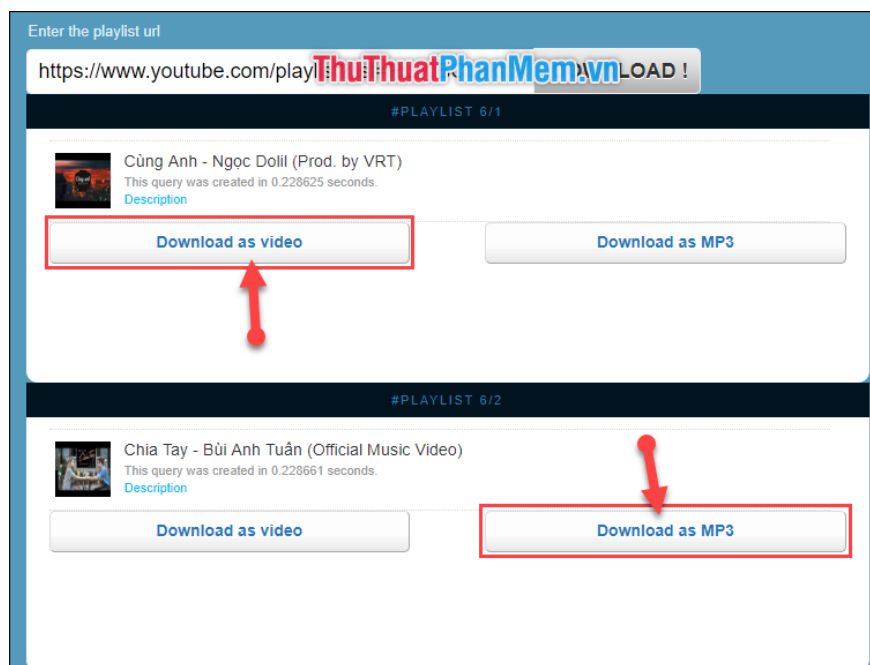 Enter the playlist url
https://www.youtube.com/playl
ThuThuatPhanMem.vn
LOAD !
#PLAYLIST 6/1
Cùng Anh - Ngọc Dolil (Prod. by VRT)
This query was created in 0.228625 seconds.
Description
Download as video
Download as MP3
#PLAYLIST 6/2
Chia Tay - Bùi Anh Tuấn (Official Music Video)
This query was created in 0.228661 seconds.
Description
Download as video
Download as MP3